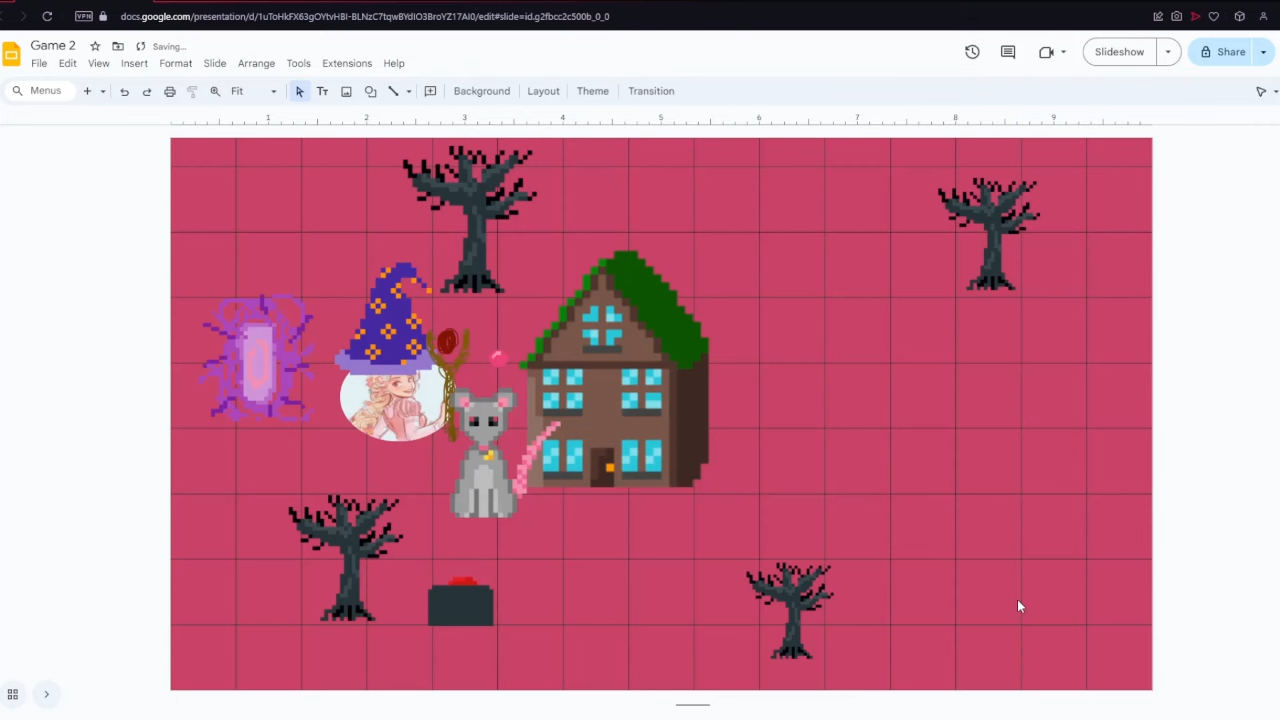 VPN docs.google.com/presentation/d/1uToHkFX63gOYtvHBI-BLNzC7tqwBYdIO3BroYZ17AI0/edit#slide=id.g2fbcc2c500b_0_0
Game 2 Saving... Slideshow Share
File Edit View Insert Format Slide Arrange Tools Extensions Help
Menus Fit Background Layout Theme Transition
1 2 3 4 5 6 7 8 9